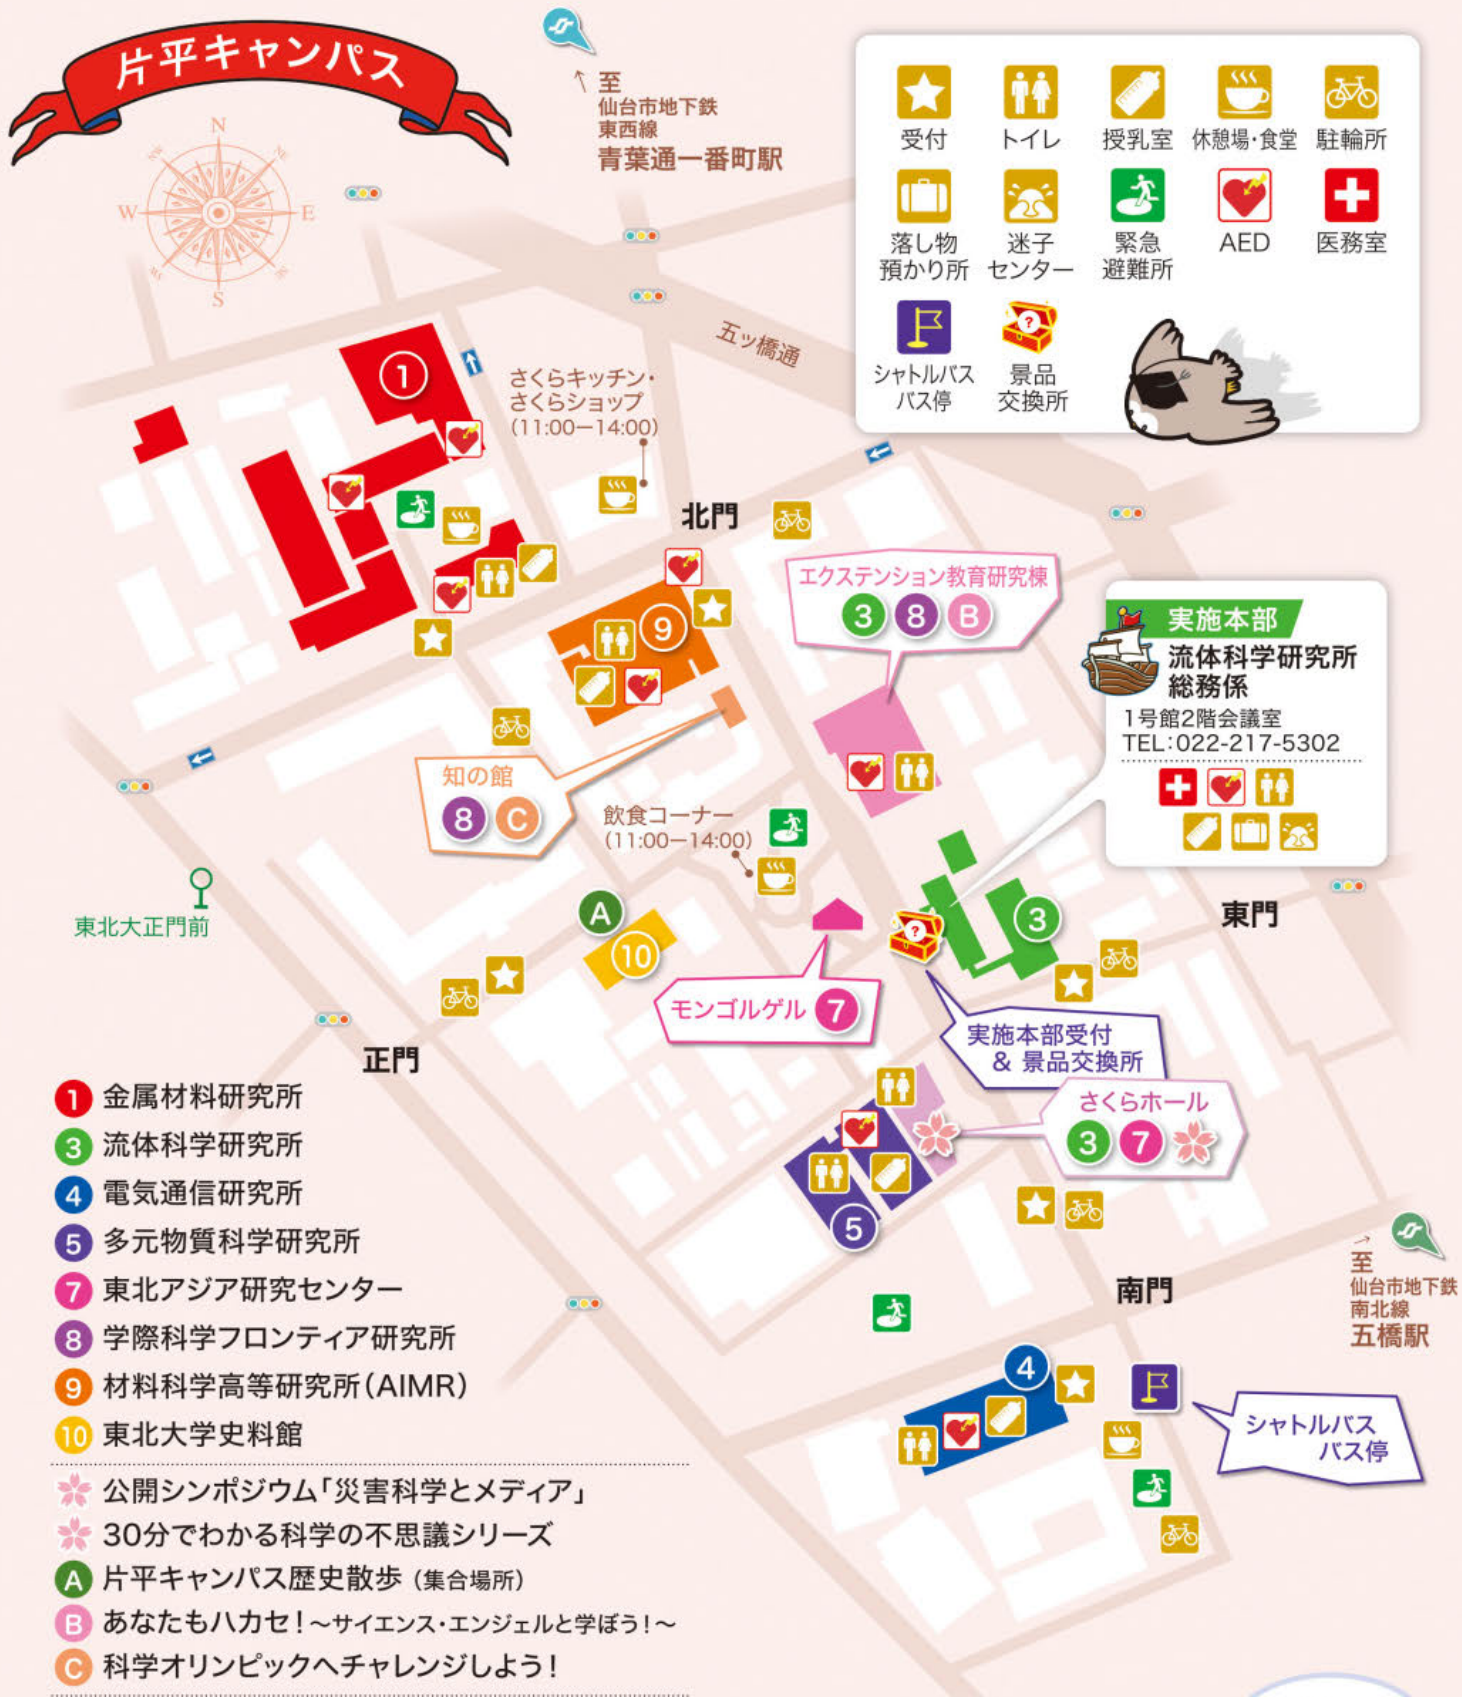 片平キャンパス
N
NE
E
SE
S
SW
W
NW
至
仙台市地下鉄
東西線
青葉通一番町駅
受付
トイレ
授乳室
休憩場・食堂
駐輪所
落し物
預かり所
迷子
センター
緊急
避難所
AED
医務室
シャトルバス
バス停
?
景品
交換所
五ッ橋通
1
さくらキッチン・
さくらショップ
(11:00ー14:00)
北門
9
エクステンション教育研究棟
3 8 B
実施本部
流体科学研究所
総務係
1号館2階会議室
TEL:022-217-5302
知の館
8 C
飲食コーナー
(11:00ー14:00)
東北大正門前
A
10
?
3
東門
モンゴルゲル 7
実施本部受付
& 景品交換所
正門
さくらホール
3 7
5
至
仙台市地下鉄
南北線
五橋駅
南門
4
シャトルバス
バス停
1 金属材料研究所
3 流体科学研究所
4 電気通信研究所
5 多元物質科学研究所
7 東北アジア研究センター
8 学際科学フロンティア研究所
9 材料科学高等研究所(AIMR)
10 東北大学史料館
公開シンポジウム「災害科学とメディア」
30分でわかる科学の不思議シリーズ
A 片平キャンパス歴史散歩 (集合場所)
B あなたもハカセ!~サイエンス・エンジェルと学ぼう!~
C 科学オリンピックへチャレンジしよう!